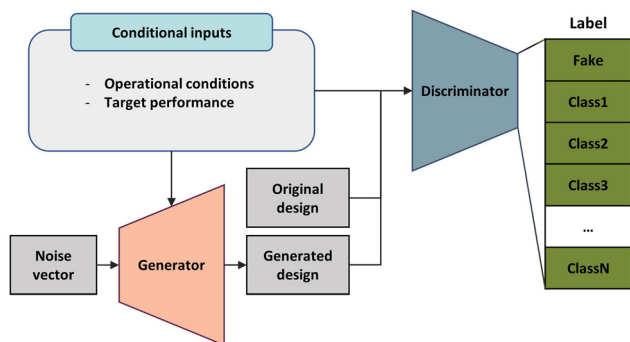 Conditional inputs
- Operational conditions
- Target performance
Noise
vector
Generator
Original
design
Generated
design
Discriminator
Label
Fake
Class1
Class2
Class3
...
ClassN